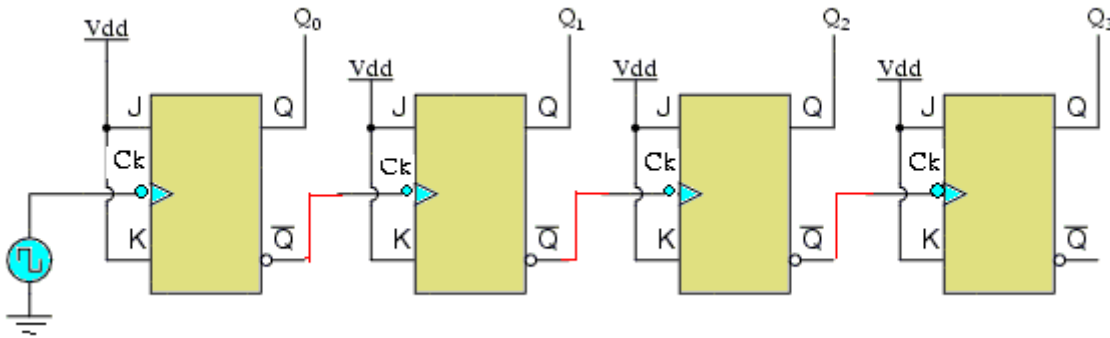 Q₀ Q₁ Q₂ Q₃
Vdd Vdd Vdd Vdd
J Q J Q J Q J Q
Ck Ck Ck Ck
K Q̅ K Q̅ K Q̅ K Q̅